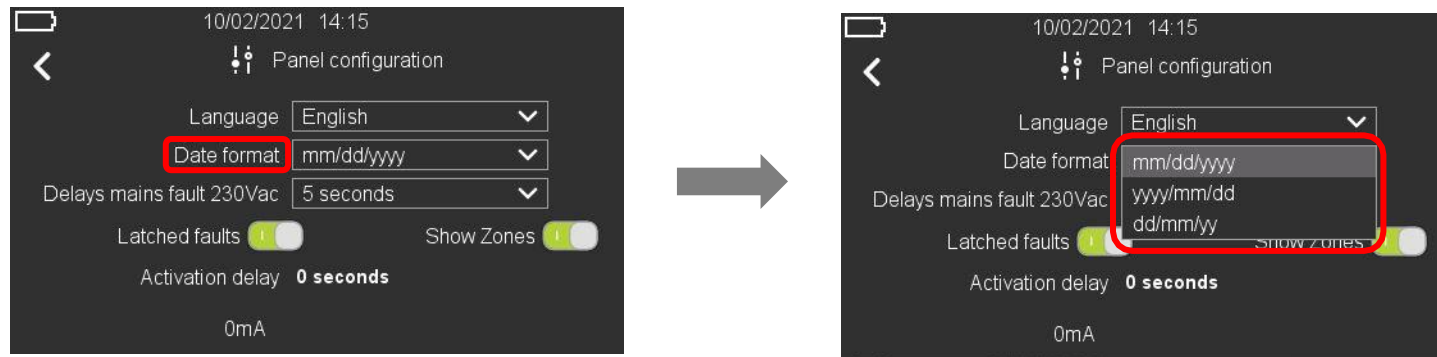 10/02/2021 14:15
Panel configuration
Language English
Date format mm/dd/yyyy
Delays mains fault 230Vac 5 seconds
Latched faults Show Zones
Activation delay 0 seconds
0mA
10/02/2021 14:15
Panel configuration
Language English
Date format mm/dd/yyyy
yyyy/mm/dd
Delays mains fault 230Vac
dd/mm/yy
Latched faults Show Zones
Activation delay 0 seconds
0mA